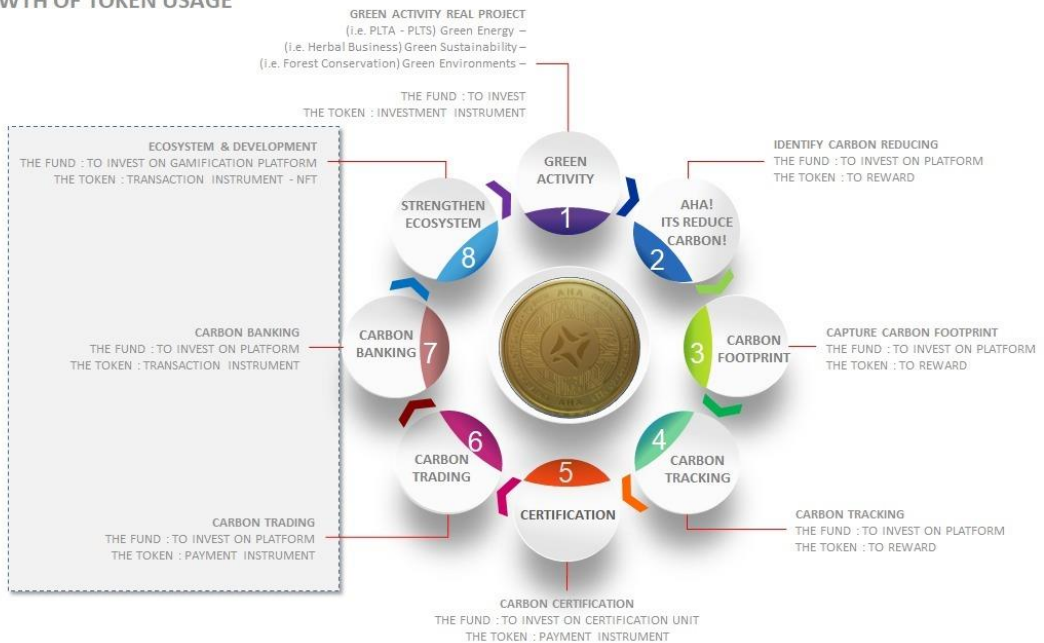 WTH OF TOKEN USAGE
GREEN ACTIVITY REAL PROJECT
(i.e. PLTA - PLTS) Green Energy –
(i.e. Herbal Business) Green Sustainability –
(i.e. Forest Conservation) Green Environments –
THE FUND : TO INVEST
THE TOKEN : INVESTMENT INSTRUMENT
ECOSYSTEM & DEVELOPMENT
THE FUND : TO INVEST ON GAMIFICATION PLATFORM
THE TOKEN : TRANSACTION INSTRUMENT - NFT
IDENTIFY CARBON REDUCING
THE FUND : TO INVEST ON PLATFORM
THE TOKEN : TO REWARD
GREEN
ACTIVITY
1
AHA!
ITS REDUCE
CARBON!
2
STRENGTHEN
ECOSYSTEM
8
CARBON BANKING
THE FUND : TO INVEST ON PLATFORM
THE TOKEN : TRANSACTION INSTRUMENT
CARBON
BANKING
7
AHA
AHA
3
CARBON
FOOTPRINT
CAPTURE CARBON FOOTPRINT
THE FUND : TO INVEST ON PLATFORM
THE TOKEN : TO REWARD
6
CARBON
TRADING
5
CERTIFICATION
4
CARBON
TRACKING
CARBON TRADING
THE FUND : TO INVEST ON PLATFORM
THE TOKEN : PAYMENT INSTRUMENT
CARBON TRACKING
THE FUND : TO INVEST ON PLATFORM
THE TOKEN : TO REWARD
CARBON CERTIFICATION
THE FUND : TO INVEST ON CERTIFICATION UNIT
THE TOKEN : PAYMENT INSTRUMENT